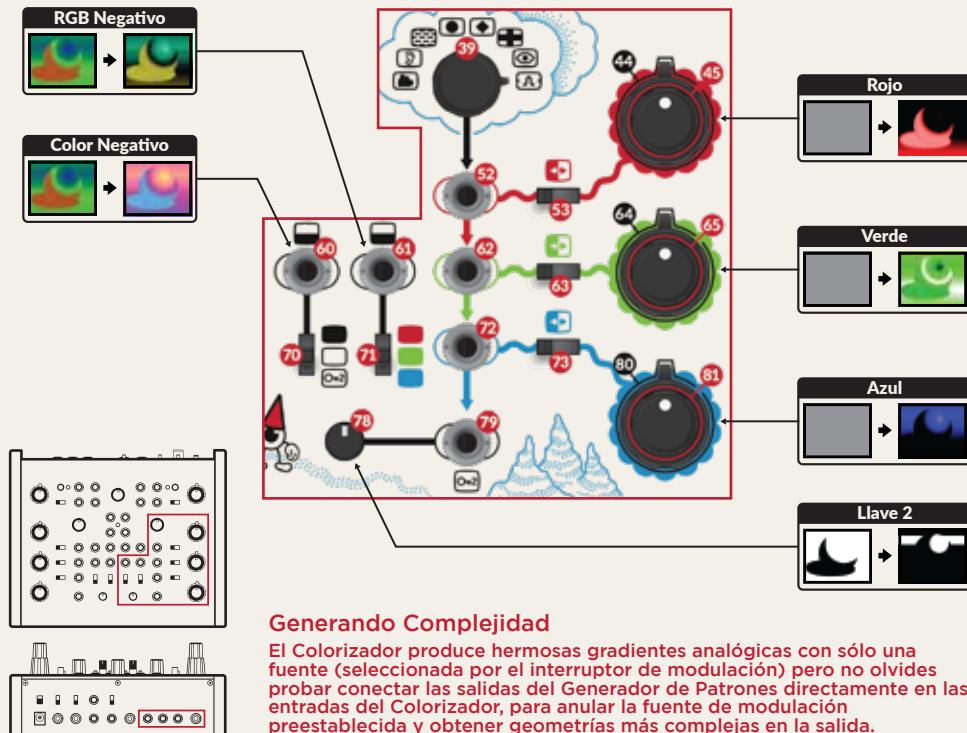 RGB Negativo
Color Negativo
39
44
45
Rojo
52
53
64
65
Verde
60
61
62
63
70
71
72
73
80
81
Azul
78
79
Llave 2
Generando Complejidad
El Colorizador produce hermosas gradientes analógicas con sólo una
fuente (seleccionada por el interruptor de modulación) pero no olvides
probar conectar las salidas del Generador de Patrones directamente en las
entradas del Colorizador, para anular la fuente de modulación
preestablecida y obtener geometrías más complejas en la salida.